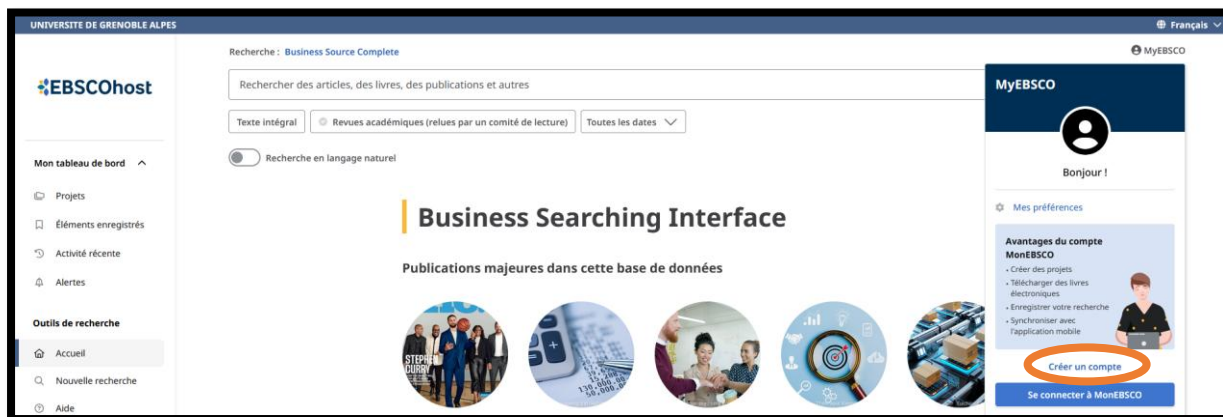 UNIVERSITE DE GRENOBLE ALPES
Français
Recherche : Business Source Complete
MyEBSCO
EBSCOhost
Rechercher des articles, des livres, des publications et autres
Texte intégral
Revues académiques (relues par un comité de lecture)
Toutes les dates
Recherche en langage naturel
Mon tableau de bord
Projets
Éléments enregistrés
Activité récente
Alertes
Outils de recherche
Accueil
Nouvelle recherche
Aide
Business Searching Interface
Publications majeures dans cette base de données
STEPHEN
CURRY
MyEBSCO
Bonjour !
Mes préférences
Avantages du compte
MonEBSCO
• Créer des projets
• Télécharger des livres
électroniques
• Enregistrer votre recherche
• Synchroniser avec
l'application mobile
Créer un compte
Se connecter à MonEBSCO